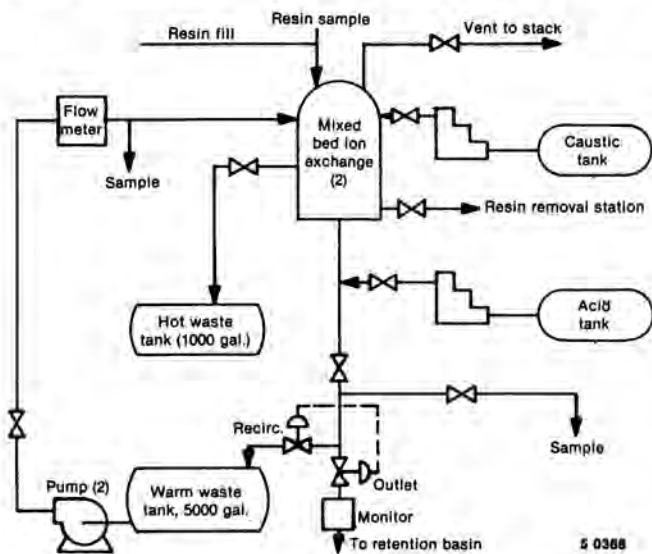 Resin sample
Resin fill
Vent to stack
Flow
meter
Mixed
bed ion
exchange
(2)
Caustic
tank
Sample
Resin removal station
Hot waste
tank (1000 gal.)
Acid
tank
Recirc.
Sample
Outlet
Pump (2)
Warm waste
tank, 5000 gal.
Monitor
To retention basin
S 0368